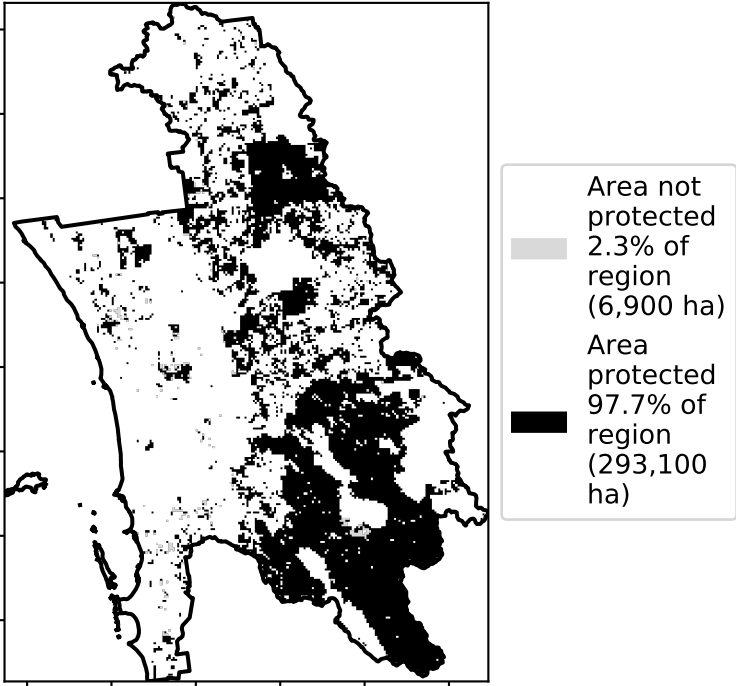 Area not
protected
2.3% of
region
(6,900 ha)
Area
protected
97.7% of
region
(293,100
ha)